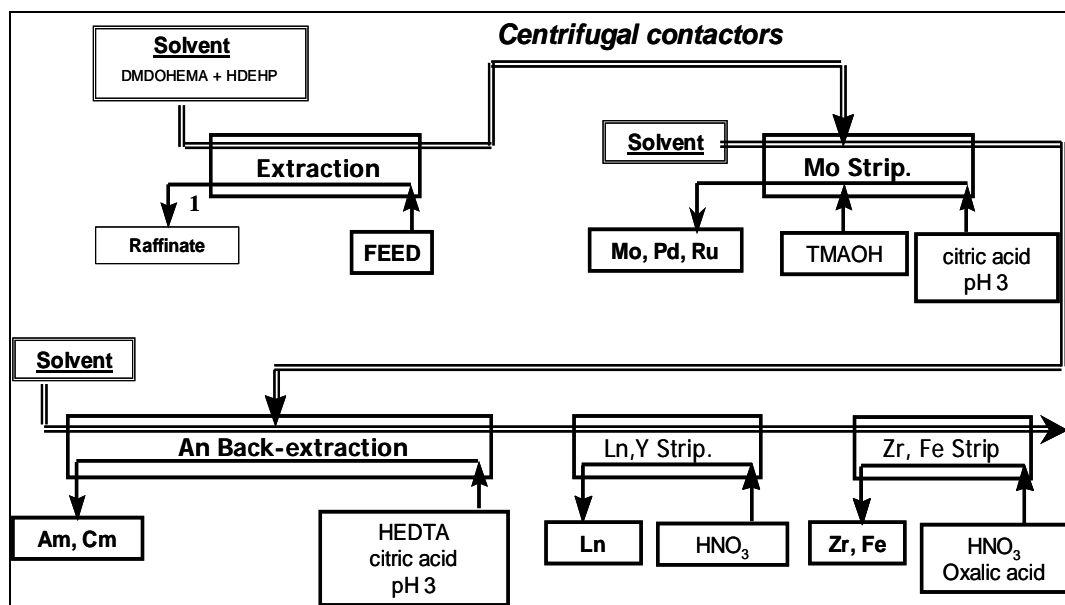 Centrifugal contactors
Solvent
DMDOHEMA + HDEHP
Extraction
1
Raffinate
FEED
Solvent
Mo Strip.
Mo, Pd, Ru
TMAOH
citric acid
pH 3
Solvent
An Back-extraction
Am, Cm
HEDTA
citric acid
pH 3
Ln,Y Strip.
Ln
HNO₃
Zr, Fe Strip
Zr, Fe
HNO₃
Oxalic acid